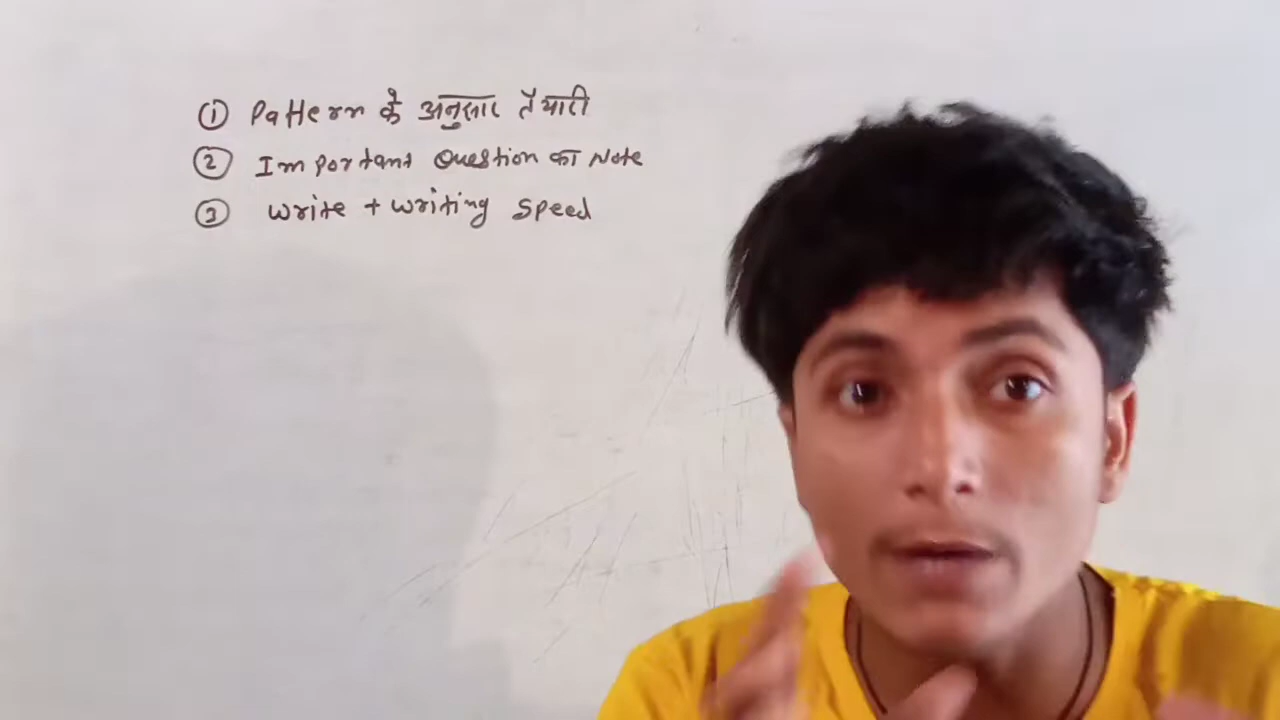 ① Pattern के अनुसार तैयारी
② Important Question का Note
③ Write + Writing Speed